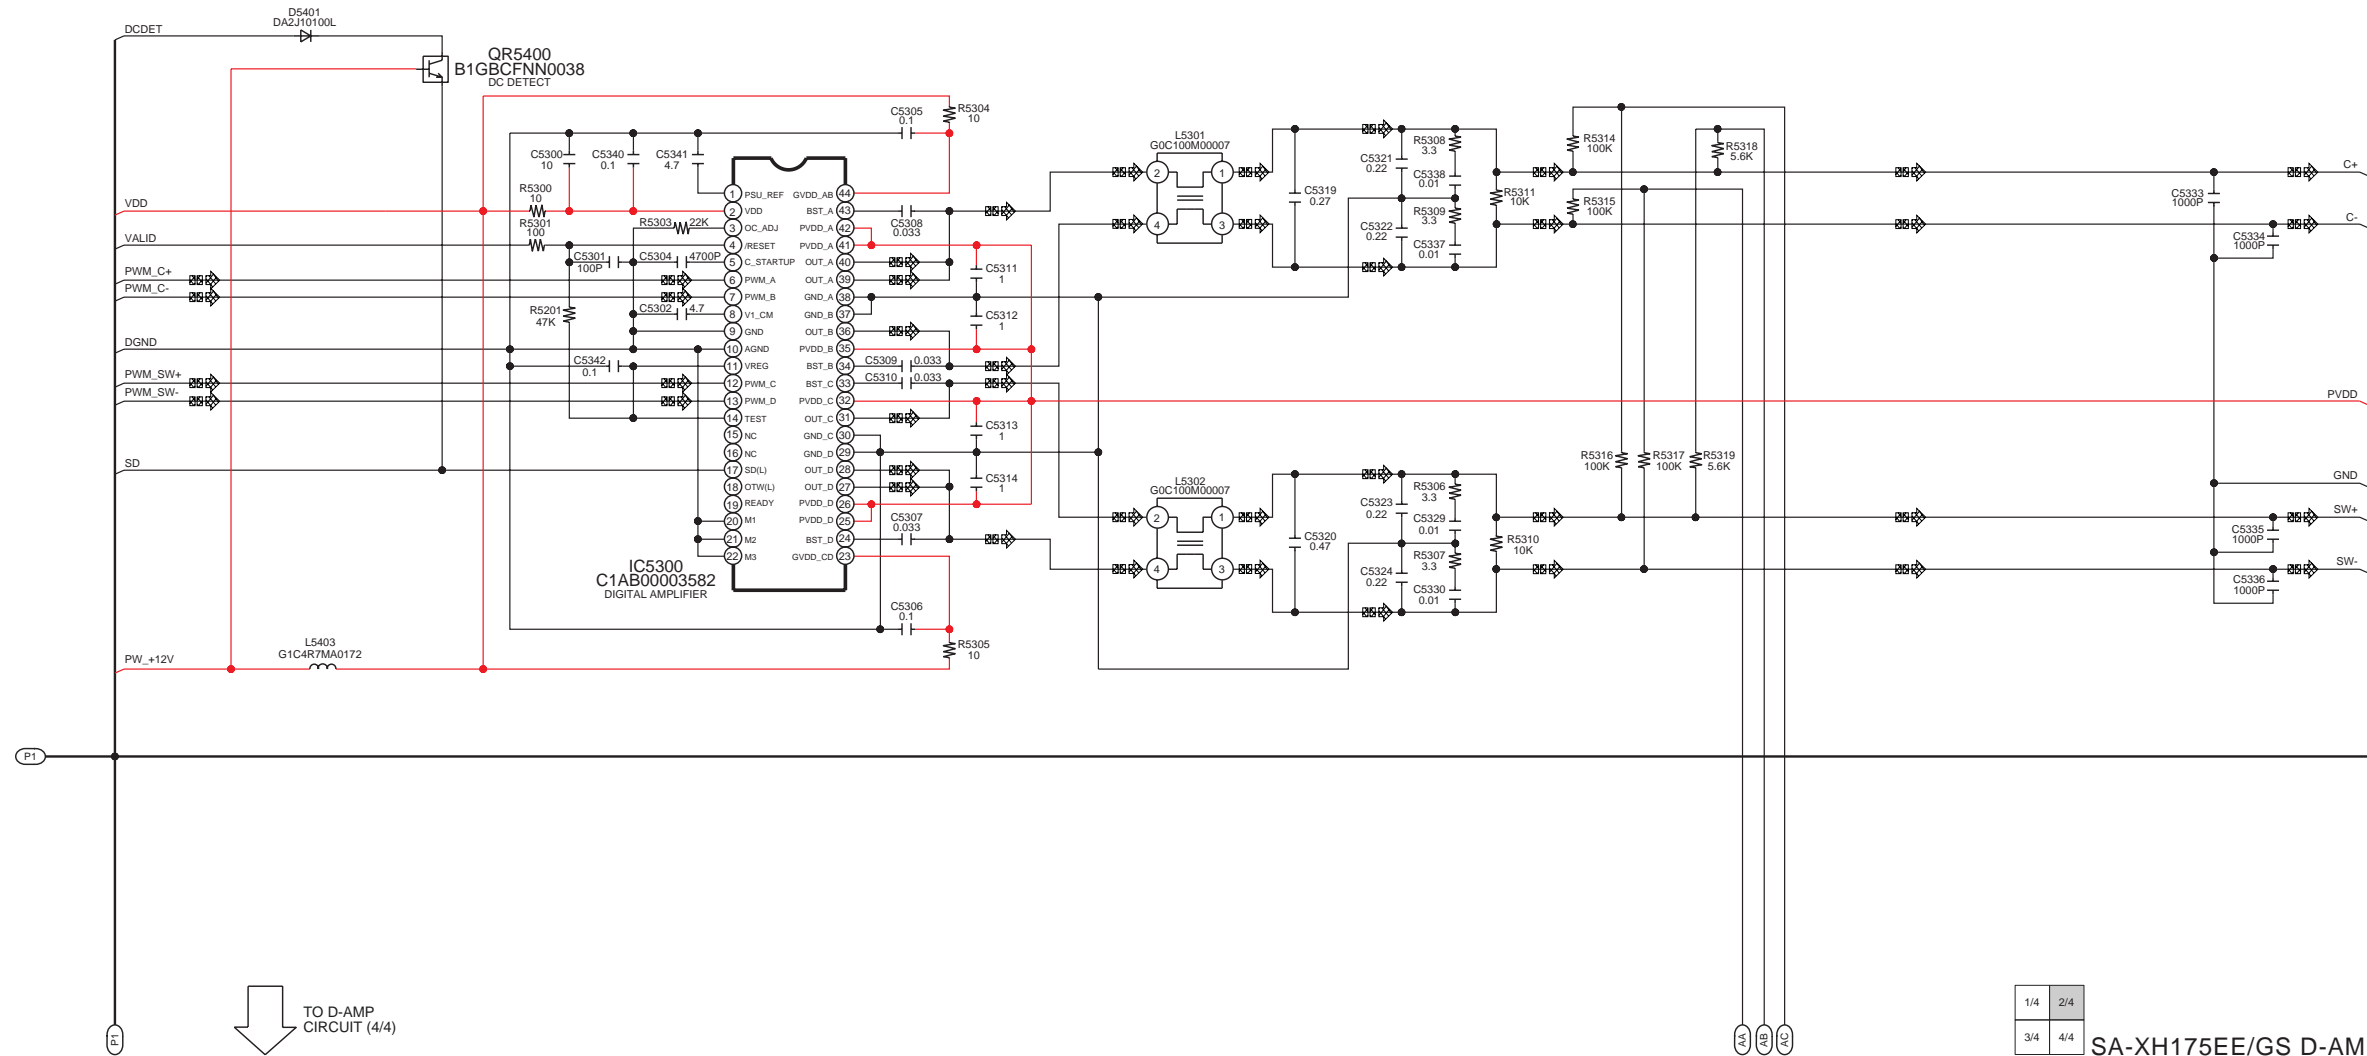 D5401
DA2J10100L
DCDET
QR5400
B1GBCFNN0038
DC DETECT
C5305
0.1
R5304
10
C5300
10
C5340
0.1
C5341
4.7
R5300
10
VDD
R5301
100
VALID
R5303 22K
C5301
100P
C5304 4700P
PWM_C+
PWM_C-
R5201
47K
C5302 4.7
DGND
C5342
0.1
PWM_SW+
PWM_SW-
SD
1 PSU_REF GVDD_AB 44
2 VDD BST_A 43
3 OC_ADJ PVDD_A 42
4 /RESET PVDD_A 41
5 C_STARTUP OUT_A 40
6 PWM_A OUT_A 39
7 PWM_B GND_A 38
8 V1_CM GND_B 37
9 GND OUT_B 36
10 AGND PVDD_B 35
11 VREG BST_B 34
12 PWM_C BST_C 33
13 PWM_D PVDD_C 32
14 TEST OUT_C 31
15 NC GND_C 30
16 NC GND_D 29
17 SD(L) OUT_D 28
18 OTW(L) OUT_D 27
19 READY PVDD_D 26
20 M1 PVDD_D 25
21 M2 BST_D 24
22 M3 GVDD_CD 23
IC5300
C1AB00003582
DIGITAL AMPLIFIER
C5308
0.033
C5311
1
C5312
1
C5309 0.033
C5310 0.033
C5313
1
C5314
1
C5307
0.033
C5306
0.1
R5305
10
PW_+12V
L5403
G1C4R7MA0172
L5301
G0C100M00007
2 1
4 3
C5319
0.27
C5321
0.22
R5308
3.3
C5338
0.01
C5322
0.22
R5309
3.3
C5337
0.01
R5311
10K
R5314
100K
R5315
100K
R5318
5.6K
L5302
G0C100M00007
2 1
4 3
C5320
0.47
C5323
0.22
R5306
3.3
C5329
0.01
C5324
0.22
R5307
3.3
C5330
0.01
R5310
10K
R5316
100K
R5317
100K
R5319
5.6K
C5333
1000P
C5334
1000P
C5335
1000P
C5336
1000P
C+
C-
PVDD
GND
SW+
SW-
P1
P1
TO D-AMP
CIRCUIT (4/4)
AA
AB
AC
1/4 2/4
3/4 4/4
SA-XH175EE/GS D-AM